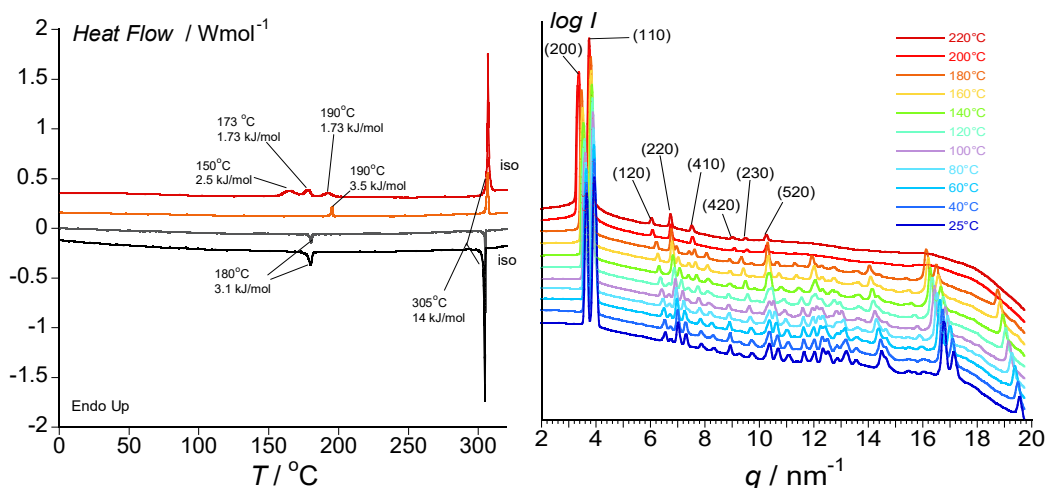 Heat Flow / Wmol-1
2
1.5
1
0.5
0
-0.5
-1
-1.5
-2
150°C
2.5 kJ/mol
173 °C
1.73 kJ/mol
190°C
1.73 kJ/mol
190°C
3.5 kJ/mol
iso
180°C
3.1 kJ/mol
iso
305°C
14 kJ/mol
Endo Up
0 50 100 150 200 250 300
T / °C
log I
(200)
(110)
(120)
(220)
(410)
(420)
(230)
(520)
220°C
200°C
180°C
160°C
140°C
120°C
100°C
80°C
60°C
40°C
25°C
2 4 6 8 10 12 14 16 18 20
q / nm-1